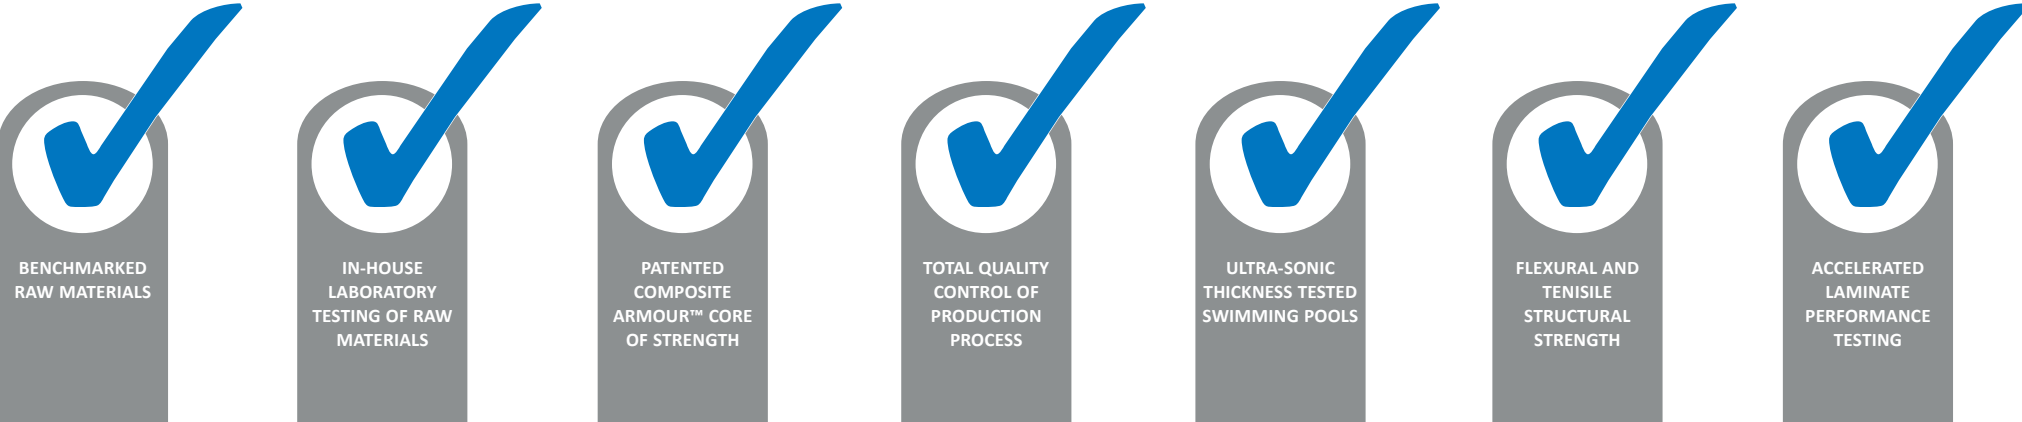 BENCHMARKED
RAW MATERIALS
IN-HOUSE
LABORATORY
TESTING OF RAW
MATERIALS
PATENTED
COMPOSITE
ARMOUR™ CORE
OF STRENGTH
TOTAL QUALITY
CONTROL OF
PRODUCTION
PROCESS
ULTRA-SONIC
THICKNESS TESTED
SWIMMING POOLS
FLEXURAL AND
TENISILE
STRUCTURAL
STRENGTH
ACCELERATED
LAMINATE
PERFORMANCE
TESTING